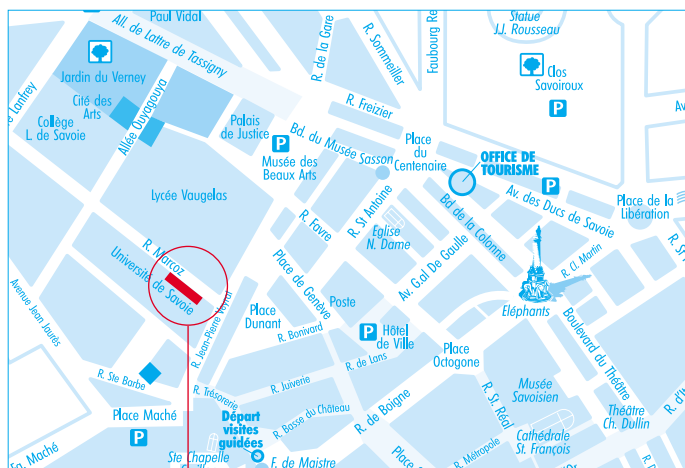 Paul Vidal
All. de Lattre de Tassigny
R. de la Gare
R. Sommeiller
Faubourg Re
Statue
J.J. Rousseau
Jardin du Verney
Clos
Savoiroux
P
e Lanfrey
Cité des
Arts
Collège
L. de Savoie
Allée Ouyagouya
Palais
de Justice
P
R. Freizier
Av
Bd. du Musée
Sasson
Musée des
Beaux Arts
Place
du
Centenaire
OFFICE DE
TOURISME
P
Av. des Ducs de Savoie
Place de la
Libération
Lycée Vaugelas
R. Favre
R. St Antoine
Eglise
N. Dame
Bd de la Colonne
Av. G.al De Gaulle
R. Cl. Martin
R. St
R. Marcoz
Université de Savoie
Place de Genève
Avenue Jean Jaurès
R. Jean-Pierre Veyrat
Place
Dunant
Poste
R. Bonivard
P
Hôtel
de Ville
Eléphants
Boulevard du Théâtre
R. de Lans
Place
Octogone
R. Ste Barbe
R. Trésorerie
R. Juiverie
R. Basse du Château
R. de Boigne
R. St Réal
Musée
Savoisien
Théâtre
Ch. Dullin
R. d'I
Place Maché
P
Départ
visites
guidées
Cathédrale
St. François
R. Métropole
Place
g. Maché
Ste Chapelle
F. de Maistre